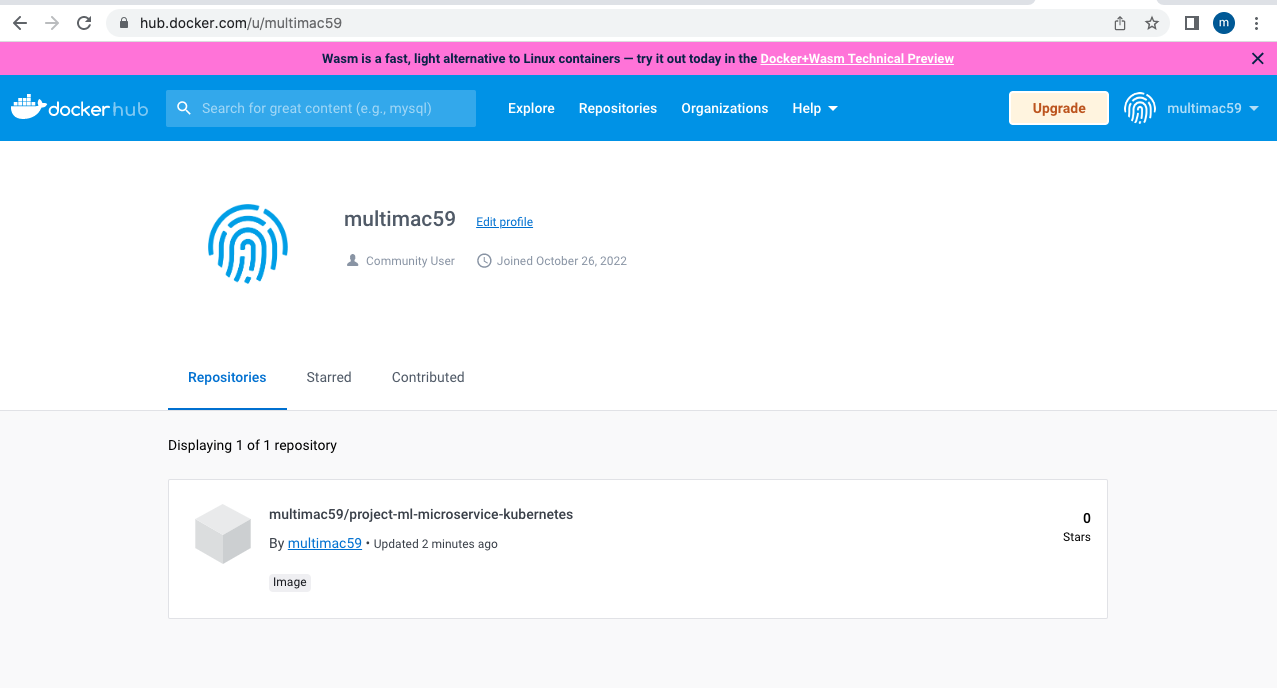 hub.docker.com/u/multimac59
m
Wasm is a fast, light alternative to Linux containers — try it out today in the Docker+Wasm Technical Preview
dockerhub
Search for great content (e.g., mysql)
Explore
Repositories
Organizations
Help
Upgrade
multimac59
multimac59
Edit profile
Community User
Joined October 26, 2022
Repositories
Starred
Contributed
Displaying 1 of 1 repository
multimac59/project-ml-microservice-kubernetes
By multimac59 • Updated 2 minutes ago
Image
0
Stars